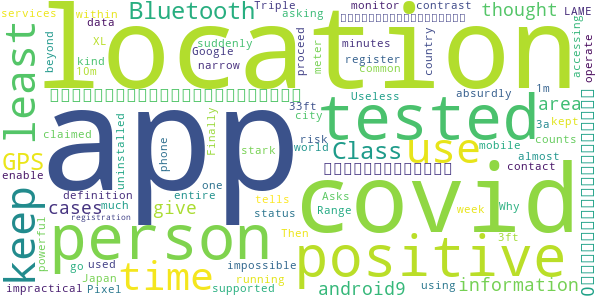 services
data
within
Bluetooth
Triple
asking
monitor
contrast
thought
LAME
least
location
XL
beyond
kind
10m
Google
suddenly
narrow
minutes
register
common
proceed
country
meter
accessing
operate
app
tested
33ft
city
1m
area
3a
kept
GPS
claimed
uninstalled
phone
Finally
stark
risk
world
Class
use
mobile
counts
almost
contact
enable
keep
definition
cases
much
registration
powerful
entire
give
one
status
tells
Asks
Range
covid
week
Why
3ft
Useless
absurdly
person
positive
go
used
Japan
impractical
Pixel
time
impossible
running
Then
supported
android9
using
information
0